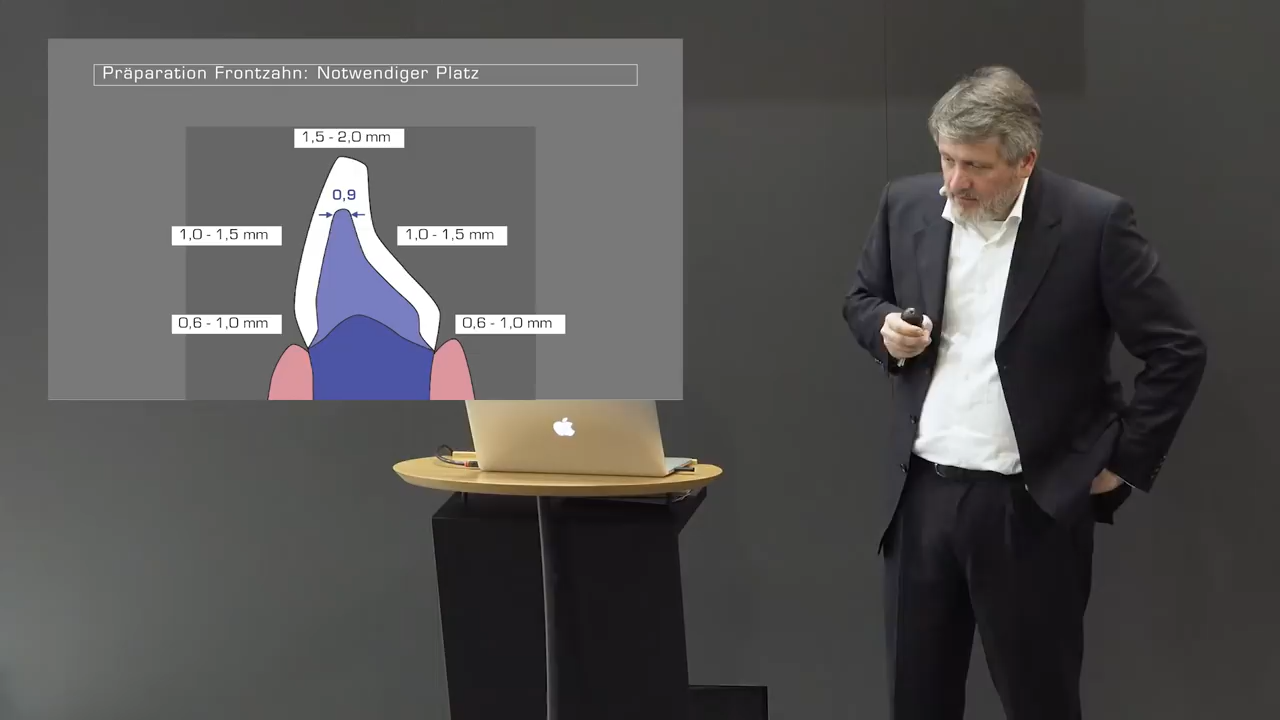 Präparation Frontzahn: Notwendiger Platz
1,5 - 2,0 mm
0,9
1,0 - 1,5 mm
1,0 - 1,5 mm
0,6 - 1,0 mm
0,6 - 1,0 mm